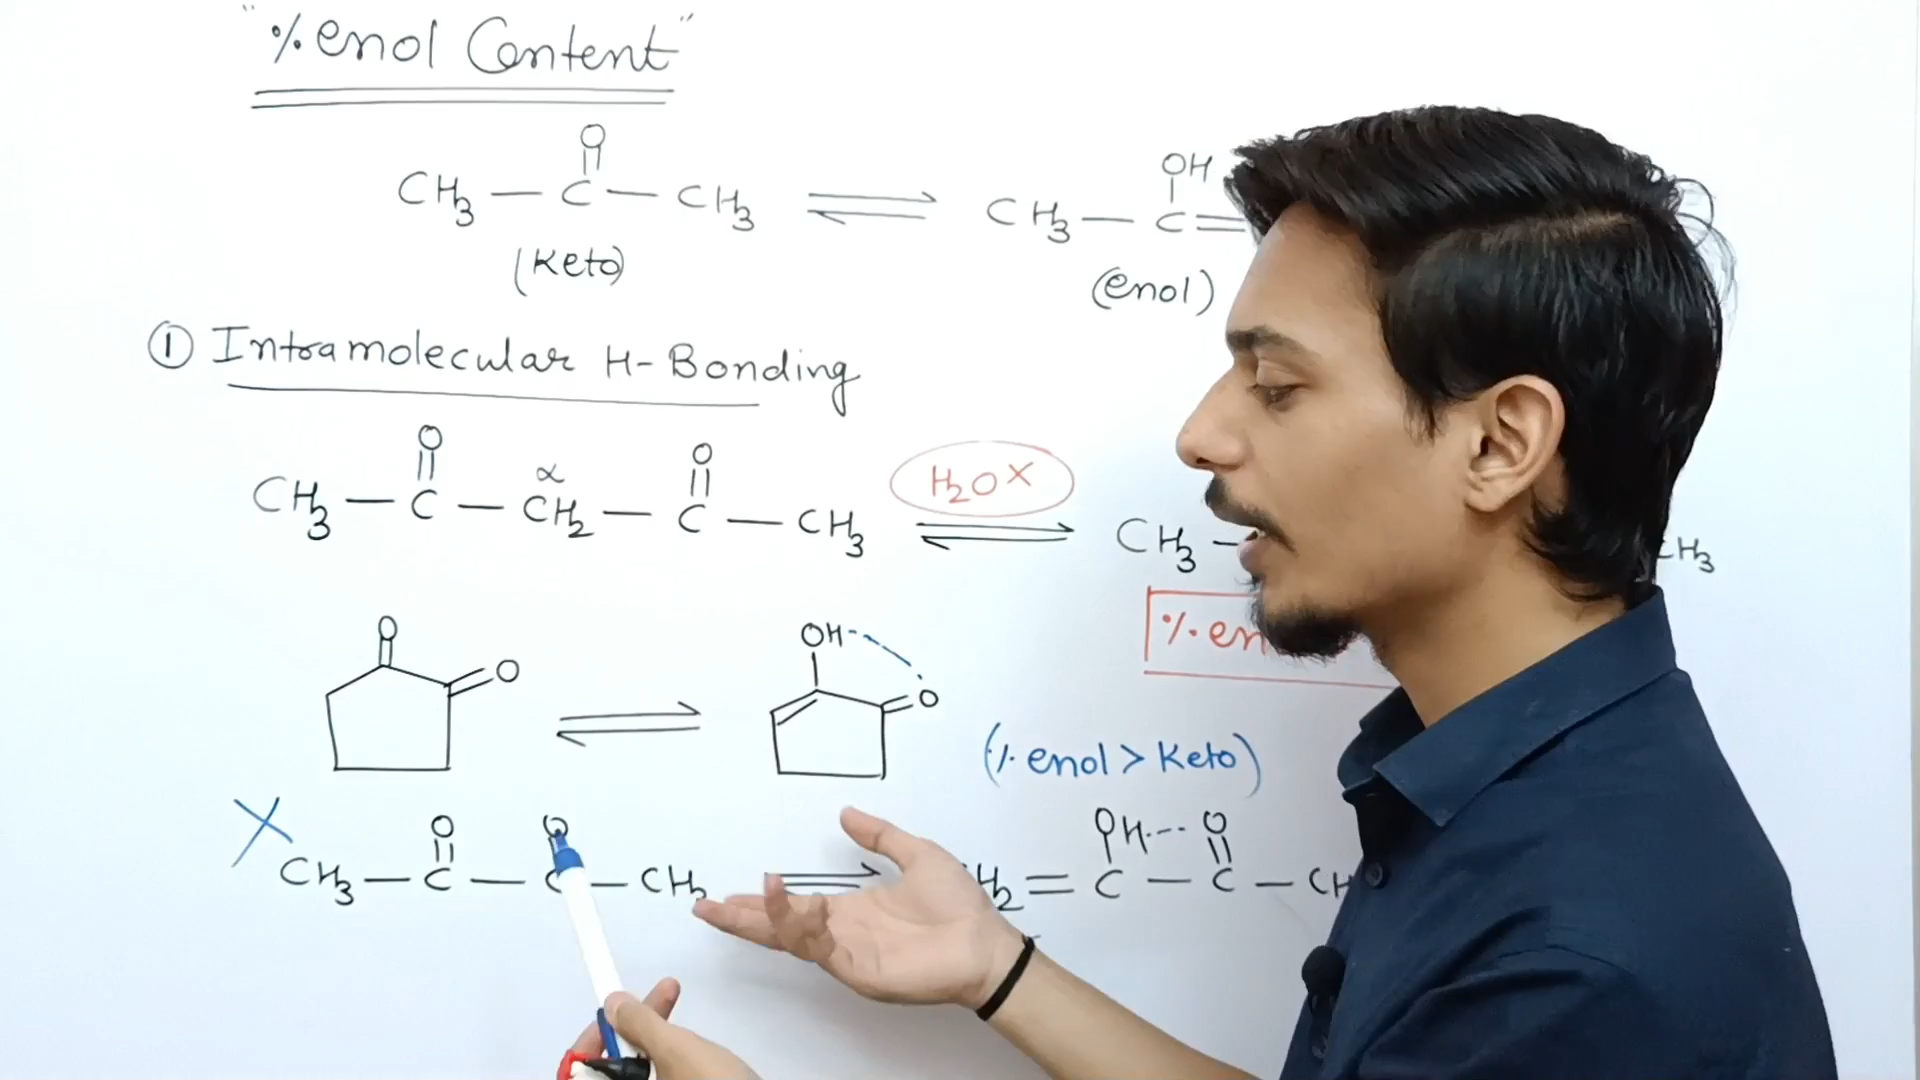 "% enol Content"
O
CH3 — C — CH3 ⇌ CH3 — C =
OH
(Keto)
(enol)
① Intramolecular H-Bonding
O α O
CH3 — C — CH2 — C — CH3 ⇌ CH3 — CH3
H2O X
% en
O O ⇌ OH O
(% enol > Keto)
X
O O OH O
CH3 — C — C — CH3 ⇌ H2 = C — C — CH